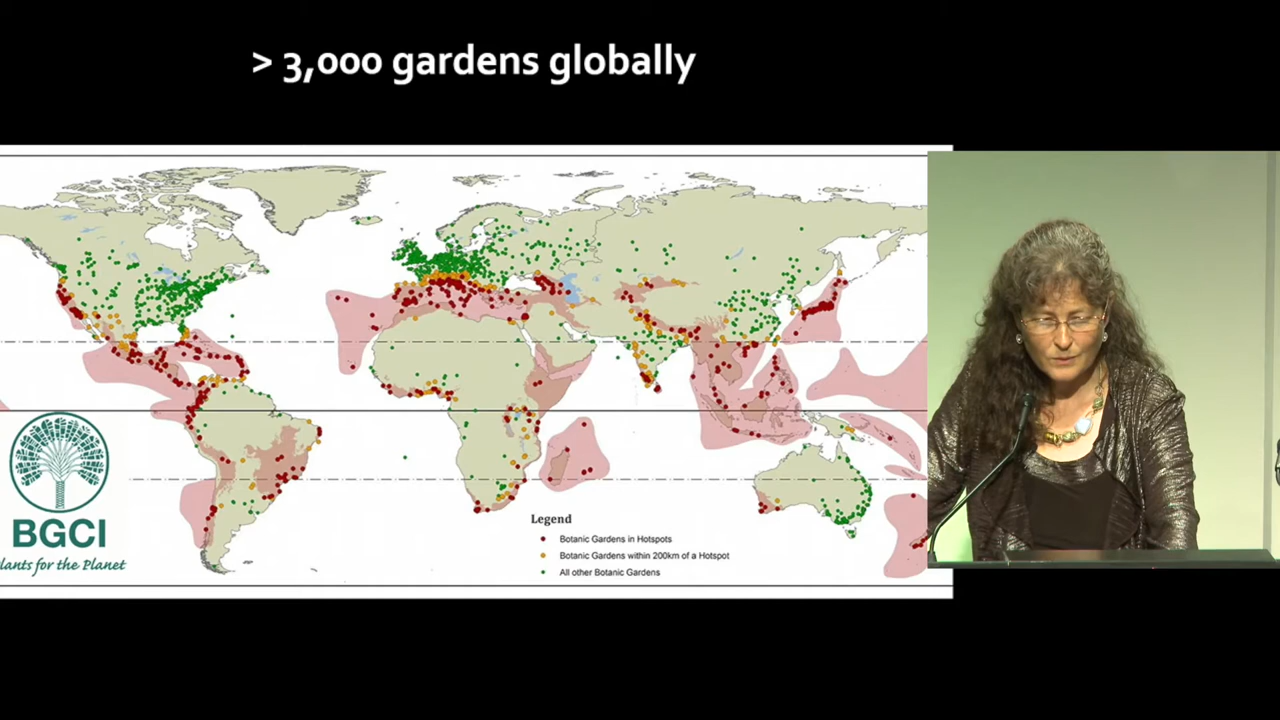 > 3,000 gardens globally
BGCI
lants for the Planet
Legend
Botanic Gardens in Hotspots
Botanic Gardens within 200km of a Hotspot
All other Botanic Gardens